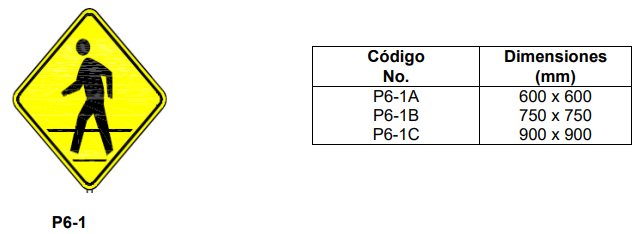 Código No.
Dimensiones (mm)
P6-1A 600 x 600
P6-1B 750 x 750
P6-1C 900 x 900
P6-1